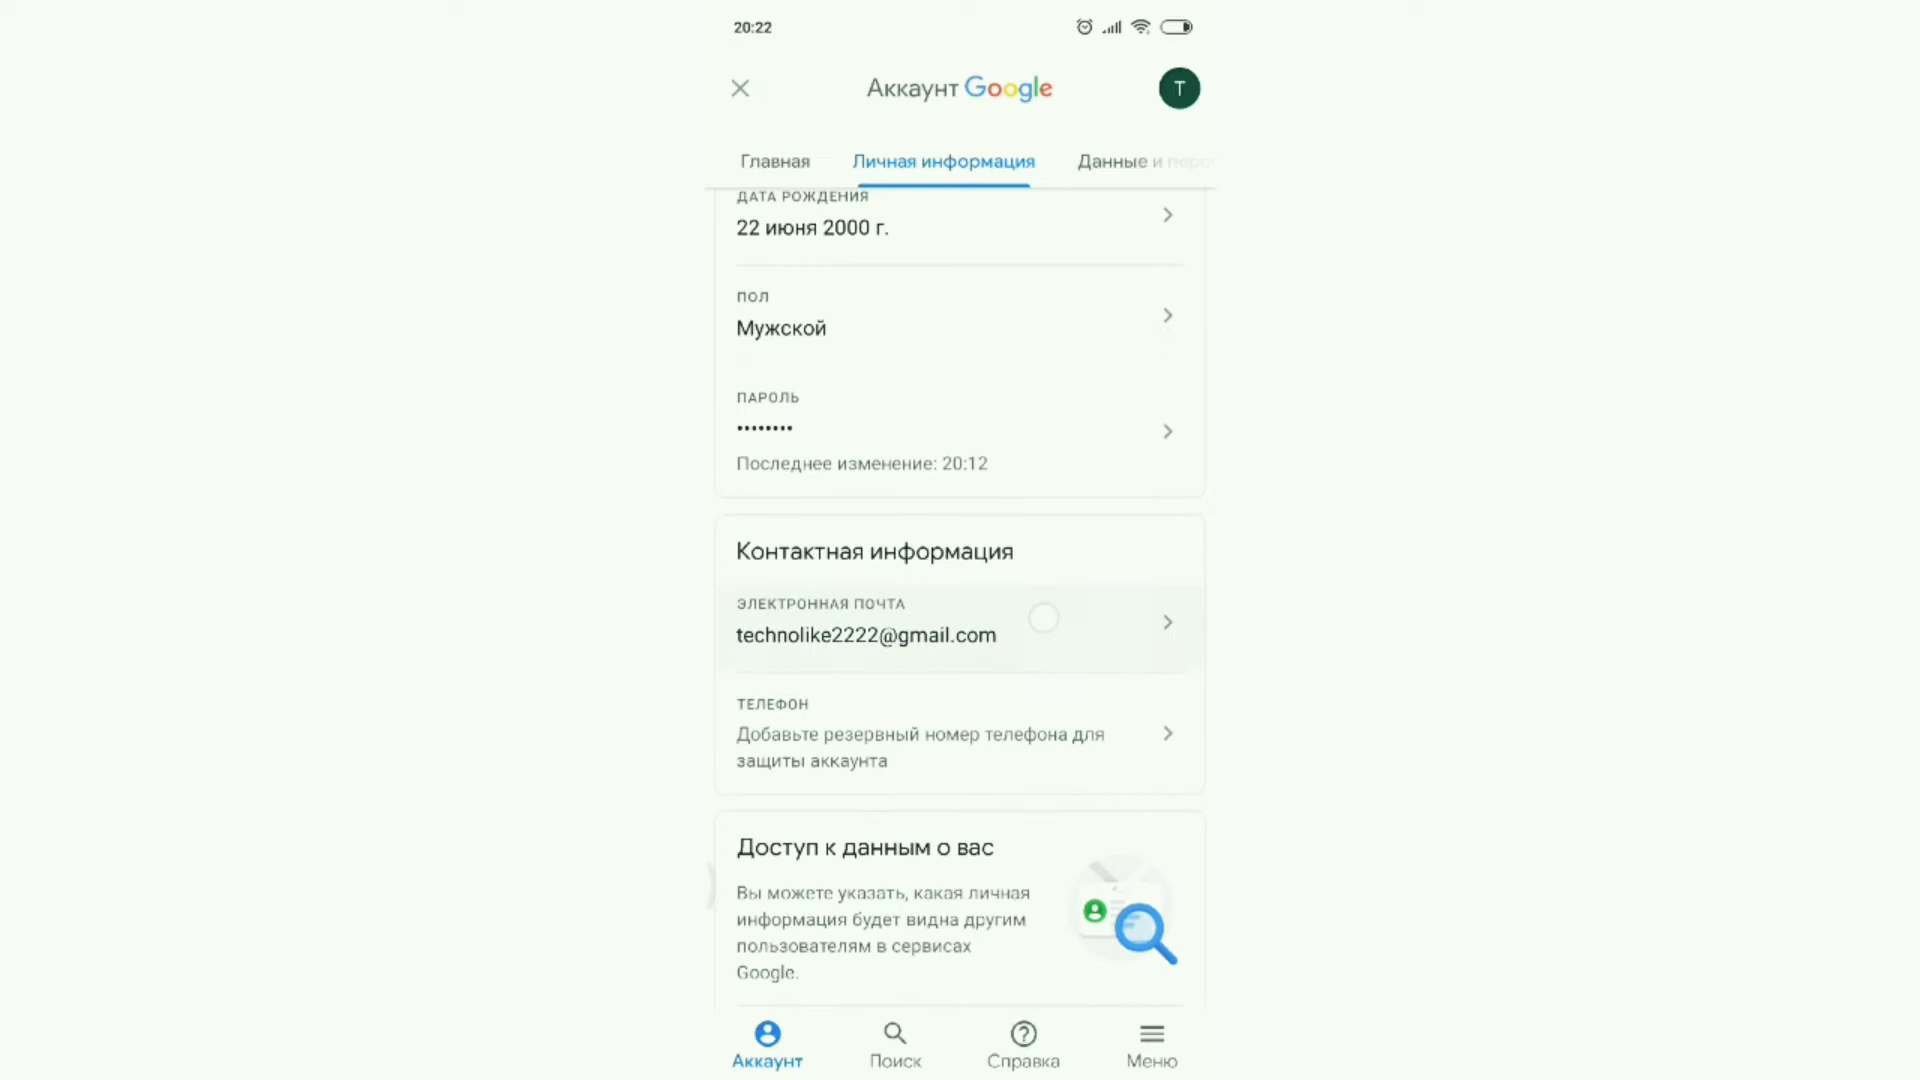 20:22
Аккаунт Google
T
Главная
Личная информация
Данные и
ДАТА РОЖДЕНИЯ
22 июня 2000 г.
ПОЛ
Мужской
ПАРОЛЬ
••••••••
Последнее изменение: 20:12
Контактная информация
ЭЛЕКТРОННАЯ ПОЧТА
technolike2222@gmail.com
ТЕЛЕФОН
Добавьте резервный номер телефона для
защиты аккаунта
Доступ к данным о вас
Вы можете указать, какая личная
информация будет видна другим
пользователям в сервисах
Google.
Аккаунт
Поиск
Справка
Меню